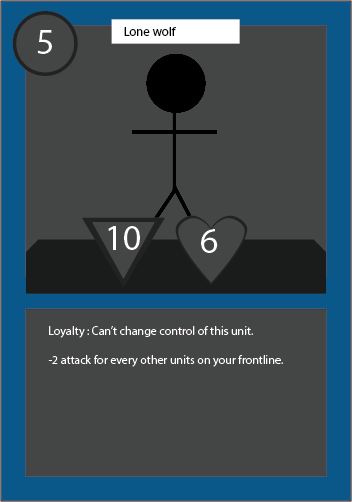 5
Lone wolf
10
6
Loyalty : Can't change control of this unit.
-2 attack for every other units on your frontline.